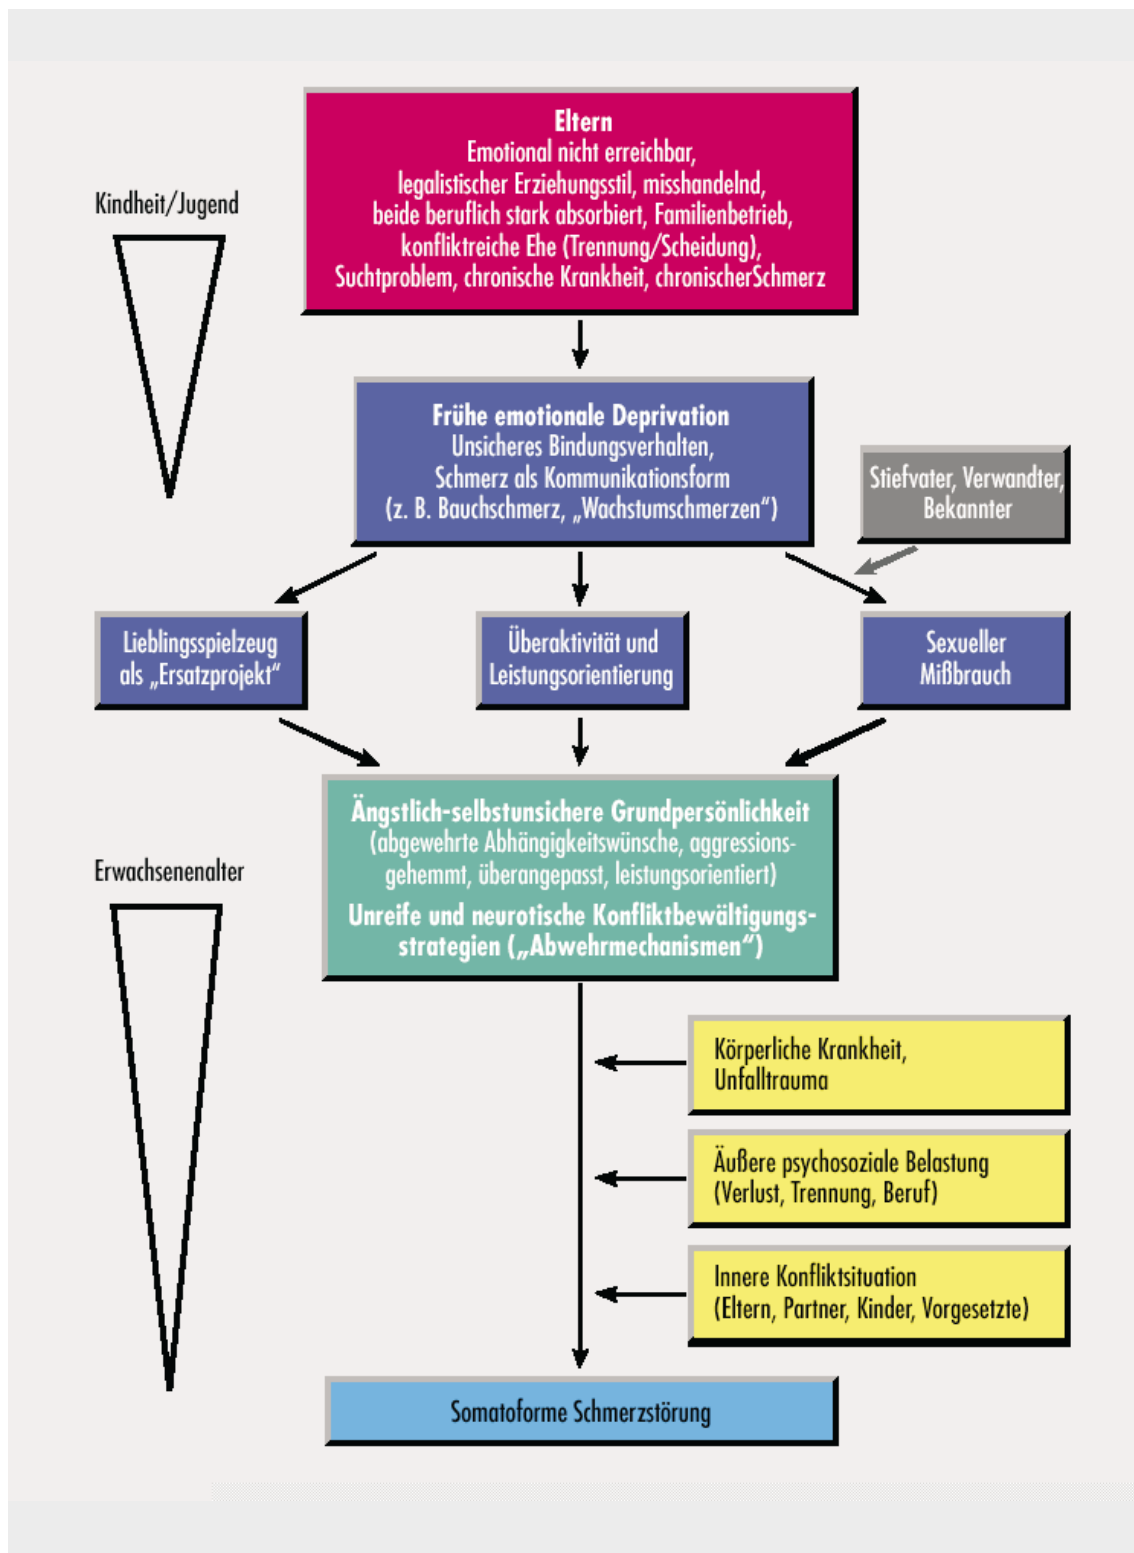 Eltern
Emotional nicht erreichbar,
legalistischer Erziehungsstil, misshandelnd,
beide beruflich stark absorbiert, Familienbetrieb,
konfliktreiche Ehe (Trennung/Scheidung),
Suchtproblem, chronische Krankheit, chronischerSchmerz
Kindheit/Jugend
Frühe emotionale Deprivation
Unsicheres Bindungsverhalten,
Schmerz als Kommunikationsform
(z. B. Bauchschmerz, „Wachstumschmerzen“)
Stiefvater, Verwandter,
Bekannter
Lieblingsspielzeug
als „Ersatzprojekt“
Überaktivität und
Leistungsorientierung
Sexueller
Mißbrauch
Ängstlich-selbstunsichere Grundpersönlichkeit
(abgewehrte Abhängigkeitswünsche, aggressions-
gehemmt, überangepasst, leistungsorientiert)
Unreife und neurotische Konfliktbewältigungs-
strategien („Abwehrmechanismen“)
Erwachsenenalter
Körperliche Krankheit,
Unfalltrauma
Äußere psychosoziale Belastung
(Verlust, Trennung, Beruf)
Innere Konfliktsituation
(Eltern, Partner, Kinder, Vorgesetzte)
Somatoforme Schmerzstörung